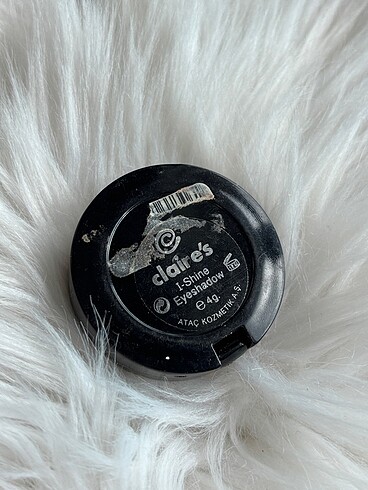 claire's
I-Shine
Eyeshadow
℮ 4g.
ATAÇ KOZMETİK A.Ş.